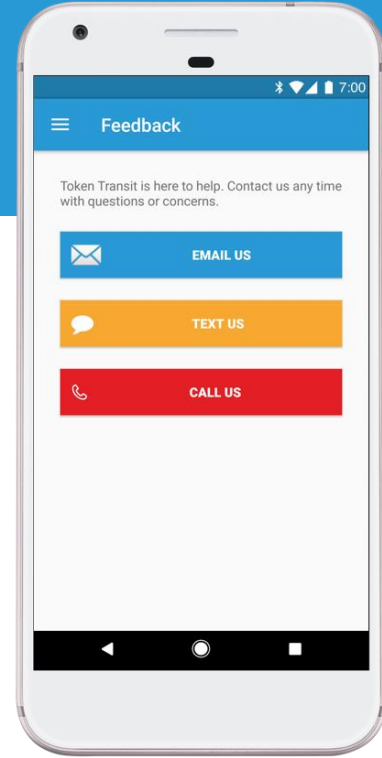 7:00
Feedback
Token Transit is here to help. Contact us any time
with questions or concerns.
EMAIL US
TEXT US
CALL US